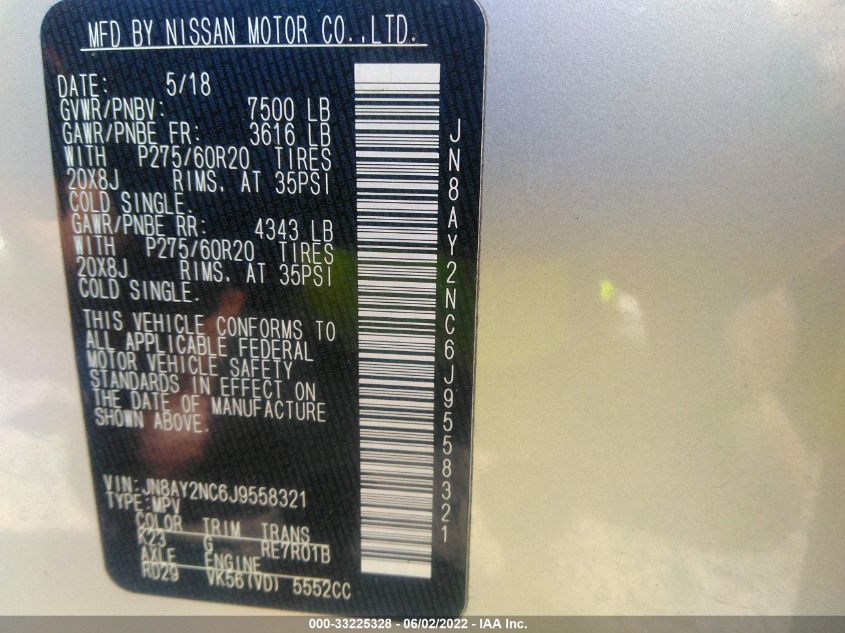 MFD BY NISSAN MOTOR CO.,LTD.
DATE: 5/18
GVWR/PNBV: 7500 LB
GAWR/PNBE FR: 3616 LB
WITH P275/60R20 TIRES
20X8J RIMS. AT 35PSI
COLD SINGLE.
GAWR/PNBE RR: 4343 LB
WITH P275/60R20 TIRES
20X8J RIMS. AT 35PSI
COLD SINGLE.
THIS VEHICLE CONFORMS TO
ALL APPLICABLE FEDERAL
MOTOR VEHICLE SAFETY
STANDARDS IN EFFECT ON
THE DATE OF MANUFACTURE
SHOWN ABOVE.
VIN:JN8AY2NC6J9558321
TYPE:MPV
COLOR TRIM TRANS
K23 G RE7R01B
AXLE ENGINE
RD29 VK56(VD) 5552CC
JN8AY2NC6J9558321
000-33225328 - 06/02/2022 - IAA Inc.